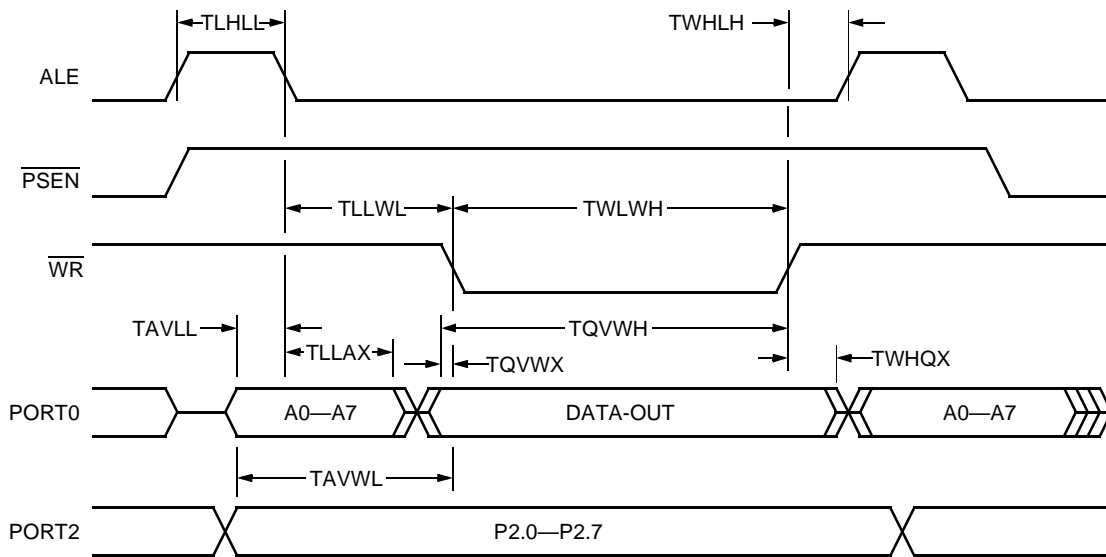 TLHLL TWHLH
ALE
PSEN
TLLWL TWLWH
WR
TAVLL TQVWH
TLLAX TQVWX TWHQX
PORT0 A0—A7 DATA-OUT A0—A7
TAVWL
PORT2 P2.0—P2.7